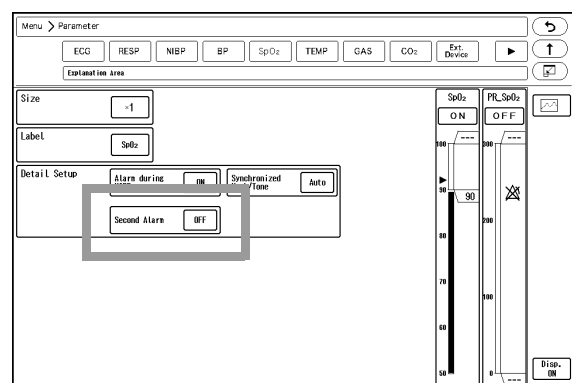 Menu > Parameter
ECG RESP NIBP BP SpO₂ TEMP GAS CO₂ Ext. Device
Explanation Area
Size
×1
Label
SpO₂
Detail Setup
Alarm during
ON
Synchronized
/Tone
Auto
Second Alarm
OFF
SpO₂
ON
100
---
90
90
80
70
60
50
PR_SpO₂
OFF
300
---
200
100
0
---
Disp.
ON